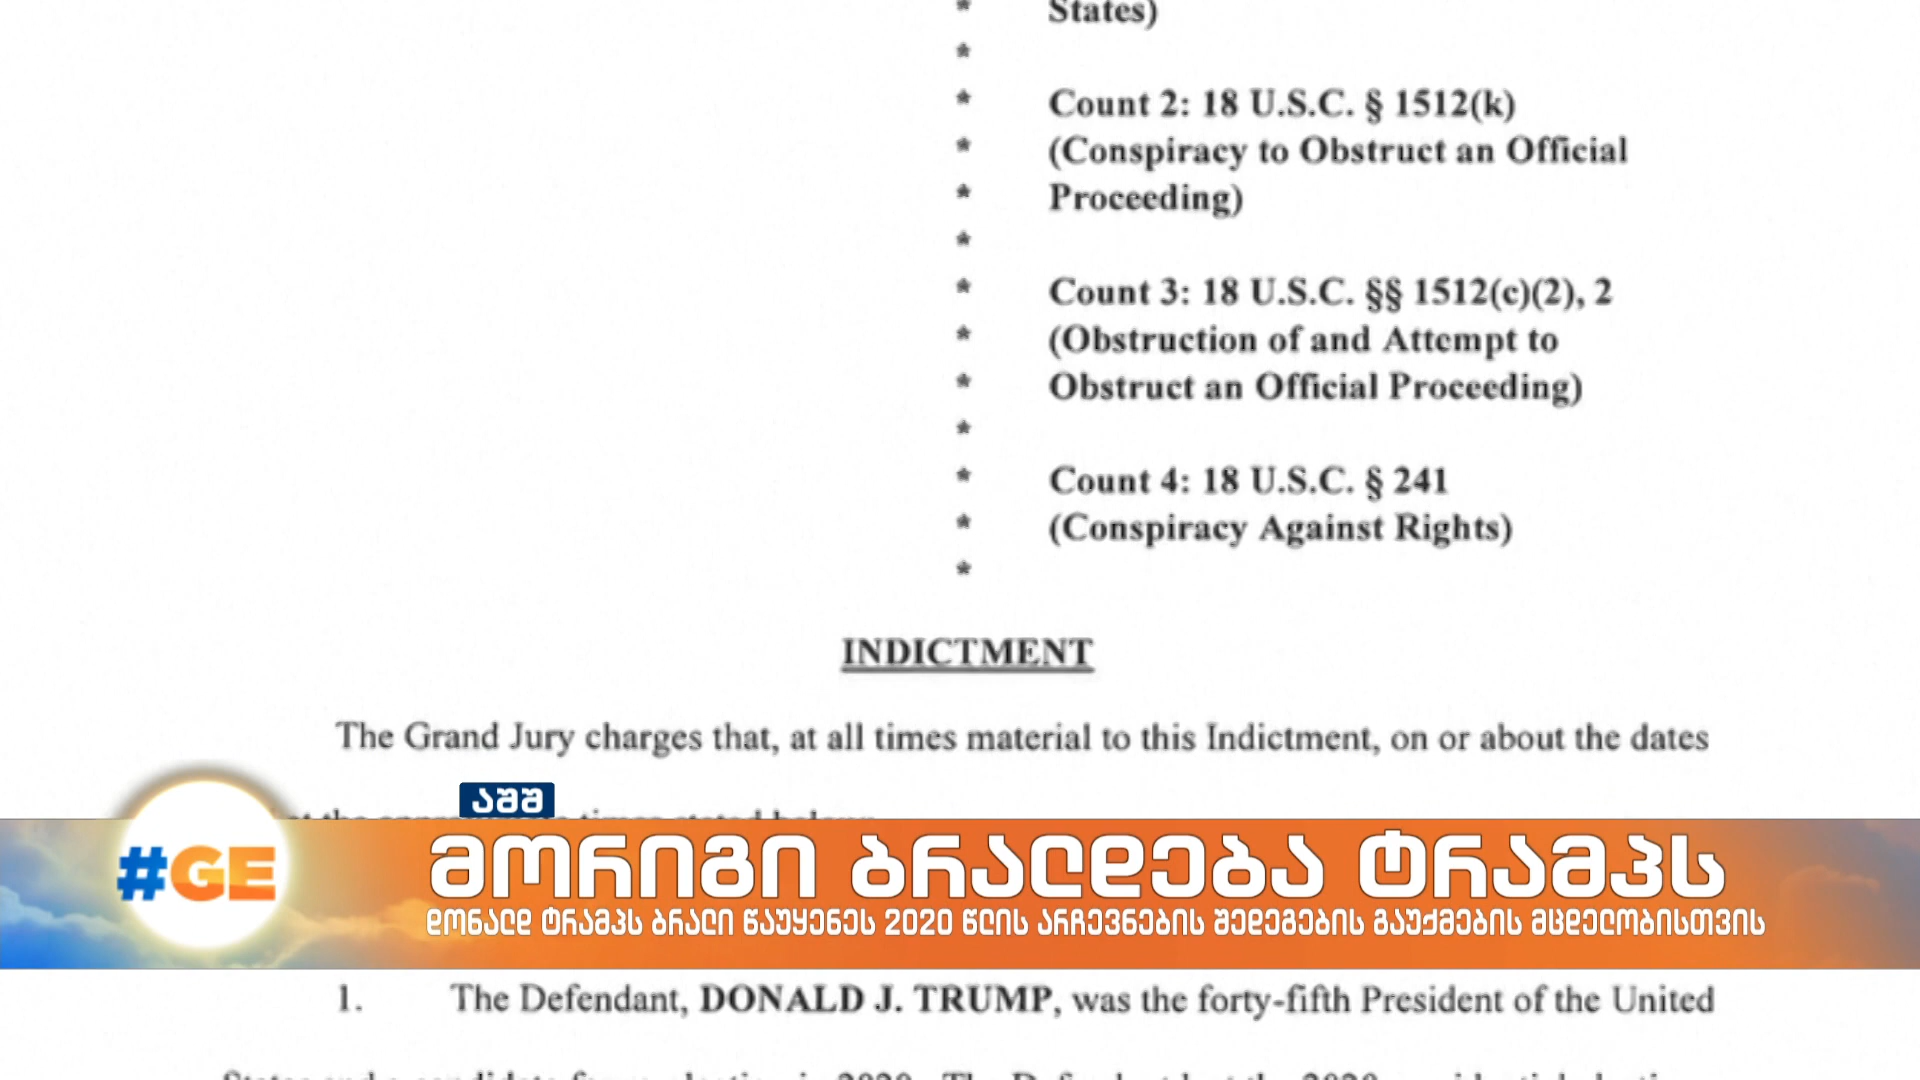 * States)
*
* Count 2: 18 U.S.C. § 1512(k)
* (Conspiracy to Obstruct an Official
* Proceeding)
*
* Count 3: 18 U.S.C. §§ 1512(c)(2), 2
* (Obstruction of and Attempt to
* Obstruct an Official Proceeding)
*
* Count 4: 18 U.S.C. § 241
* (Conspiracy Against Rights)
*
INDICTMENT
The Grand Jury charges that, at all times material to this Indictment, on or about the dates
აშშ
#GE
მორიგი ბრალდება ტრამპს
დონალდ ტრამპს ბრალი წაუყენეს 2020 წლის არჩევნების შედეგების გაუქმების მცდელობისთვის
1. The Defendant, DONALD J. TRUMP, was the forty-fifth President of the United